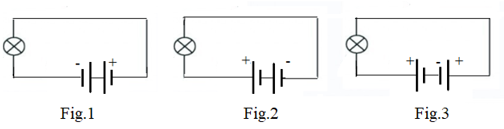 - +
+ -
+ - +
Fig.1 Fig.2 Fig.3